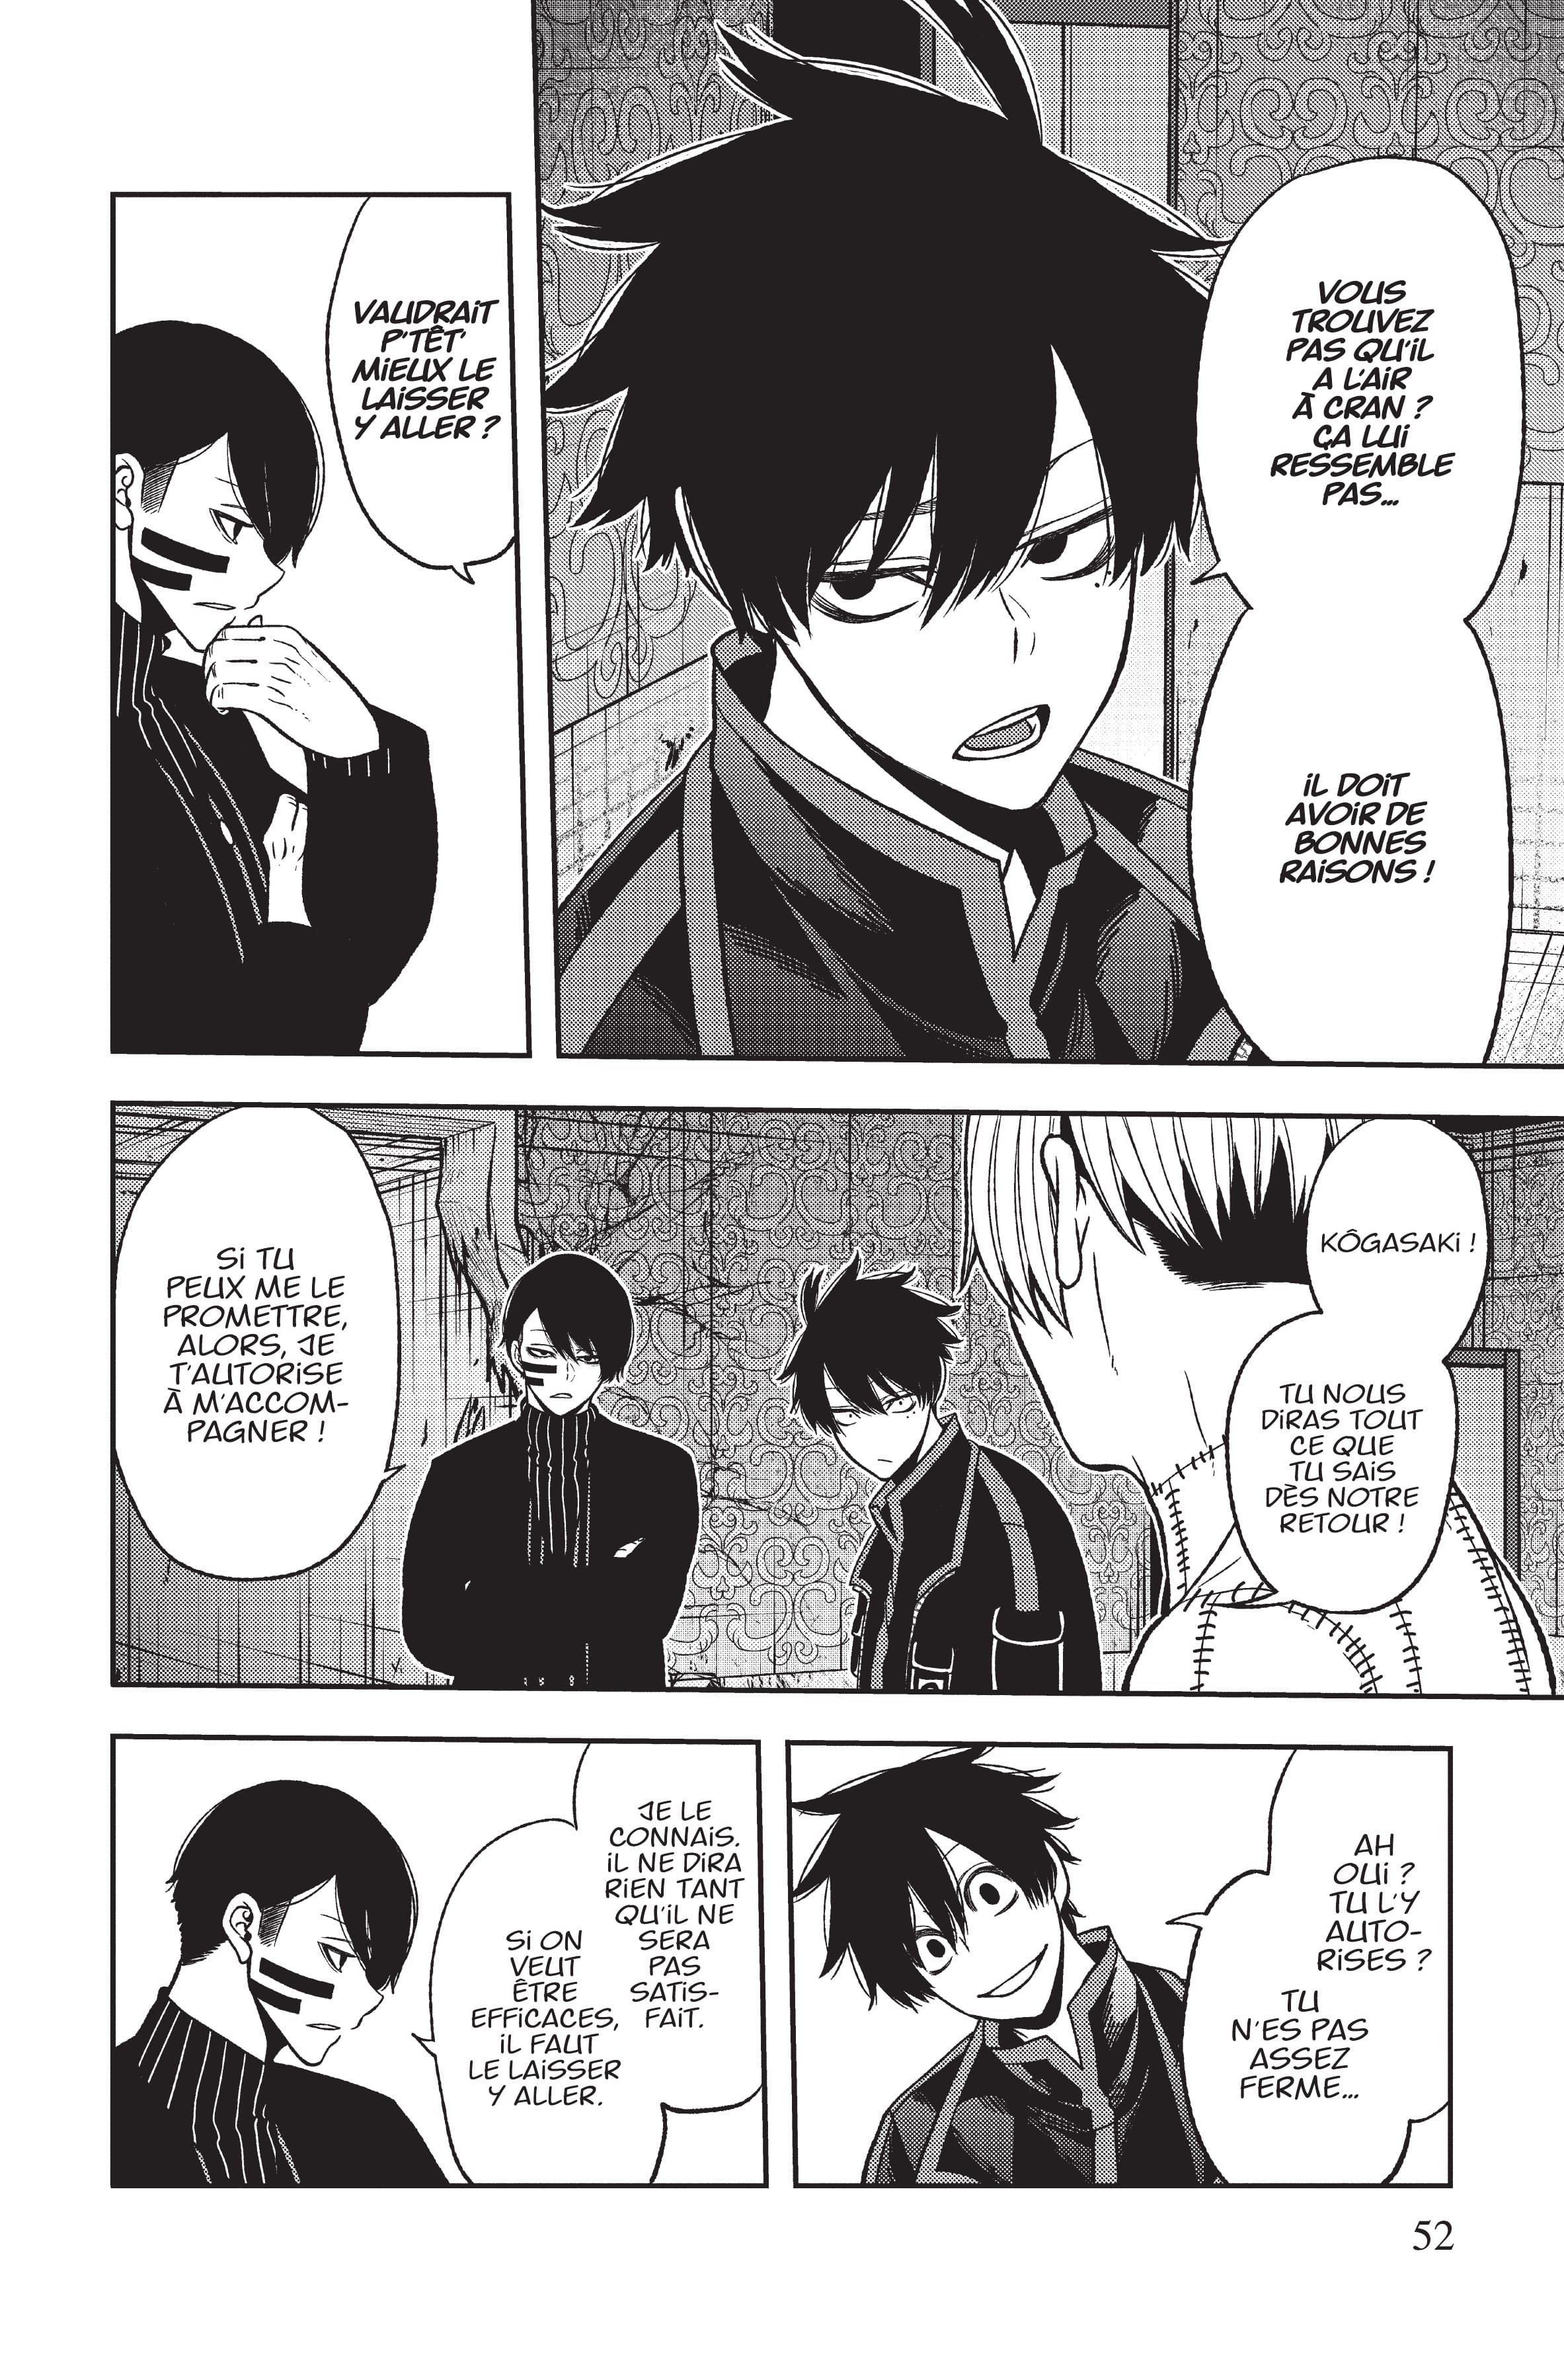 VOUS
TROUVEZ
PAS QU'IL
A L'AIR
À CRAN ?
ÇA LUI
RESSEMBLE
PAS...
IL DOIT
AVOIR DE
BONNES
RAISONS !
VAUDRAIT
P'TÊT'
MIEUX LE
LAISSER
Y ALLER ?
KÔGASAKI !
TU NOUS
DIRAS TOUT
CE QUE
TU SAIS
DÈS NOTRE
RETOUR !
SI TU
PEUX ME LE
PROMETTRE,
ALORS, JE
T'AUTORISE
À M'ACCOM-
PAGNER !
AH
OUI ?
TU L'Y
AUTO-
RISES ?
TU
N'ES PAS
ASSEZ
FERME...
JE LE
CONNAIS.
IL NE DIRA
RIEN TANT
QU'IL NE
SERA
PAS
SATIS-
FAIT.
SI ON
VEUT
ÊTRE
EFFICACES,
IL FAUT
LE LAISSER
Y ALLER.
52